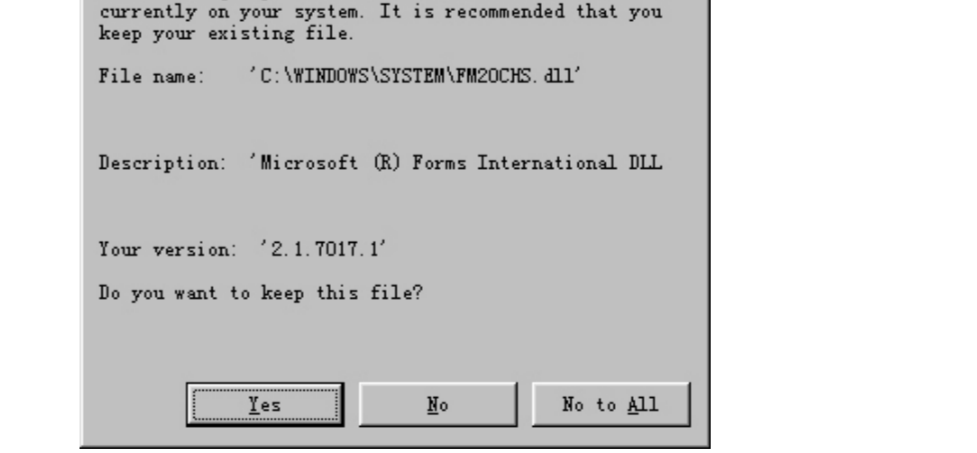 currently on your system. It is recommended that you
keep your existing file.
File name: 'C:\WINDOWS\SYSTEM\FM20CHS.dll'
Description: 'Microsoft (R) Forms International DLL
Your version: '2.1.7017.1'
Do you want to keep this file?
Yes No No to All